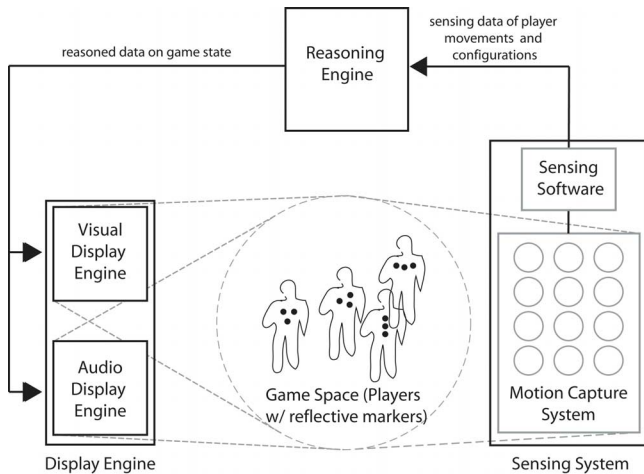 reasoned data on game state
Reasoning
Engine
sensing data of player
movements and
configurations
Sensing
Software
Visual
Display
Engine
Audio
Display
Engine
Game Space (Players
w/ reflective markers)
Motion Capture
System
Display Engine
Sensing System